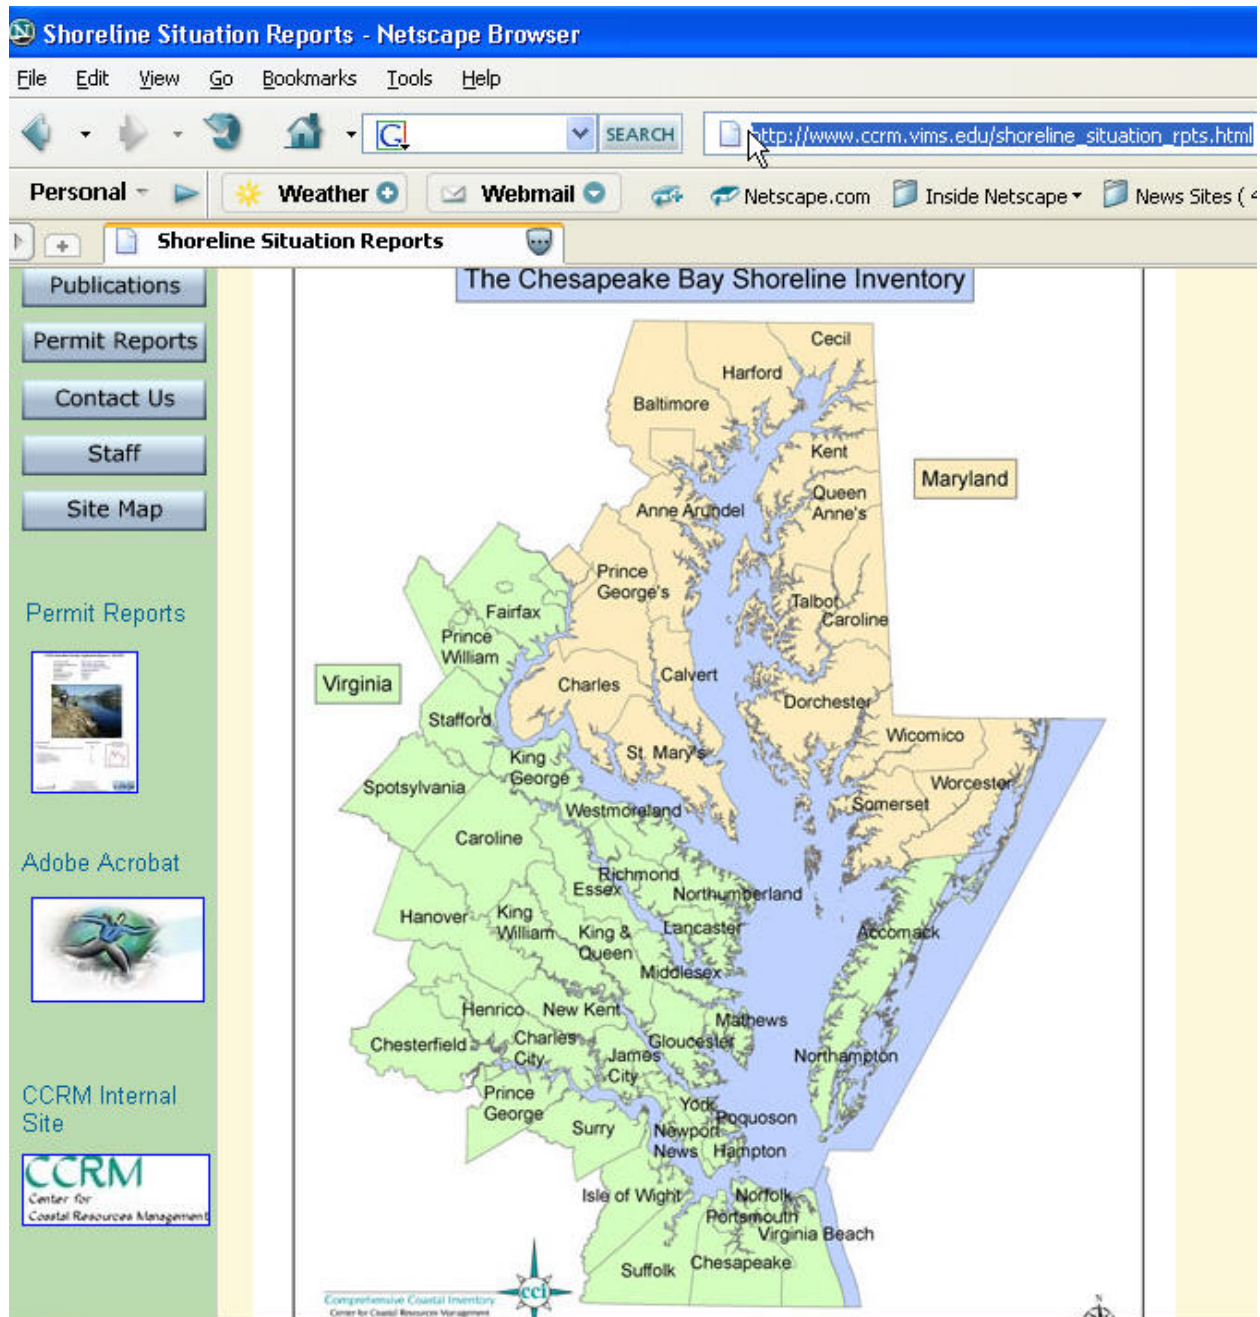 Shoreline Situation Reports - Netscape Browser
File Edit View Go Bookmarks Tools Help
G SEARCH http://www.ccrm.vims.edu/shoreline_situation_rpts.html
Personal Weather Webmail Netscape.com Inside Netscape News Sites ( 4
Shoreline Situation Reports
Publications
Permit Reports
Contact Us
Staff
Site Map
Permit Reports
Adobe Acrobat
CCRM Internal
Site
CCRM
Center for
Coastal Resources Management
The Chesapeake Bay Shoreline Inventory
Cecil
Harford
Baltimore
Kent
Maryland
Queen
Anne's
Anne Arundel
Prince
George's
Talbot
Caroline
Fairfax
Prince
William
Virginia
Charles
Calvert
Dorchester
Stafford
Wicomico
St. Mary's
King
George
Worcester
Spotsylvania
Somerset
Westmoreland
Caroline
Richmond
Essex
Northumberland
Hanover
King
William
King &
Queen
Lancaster
Accomack
Middlesex
Henrico
New Kent
Mathews
Chesterfield
Charles
City
Gloucester
James
City
Northampton
Prince
George
York
Poquoson
Surry
Newport
News
Hampton
Isle of Wight
Norfolk
Portsmouth
Virginia Beach
Suffolk
Chesapeake
cci
Comprehensive Coastal Inventory
Center for Coastal Resources Management
N